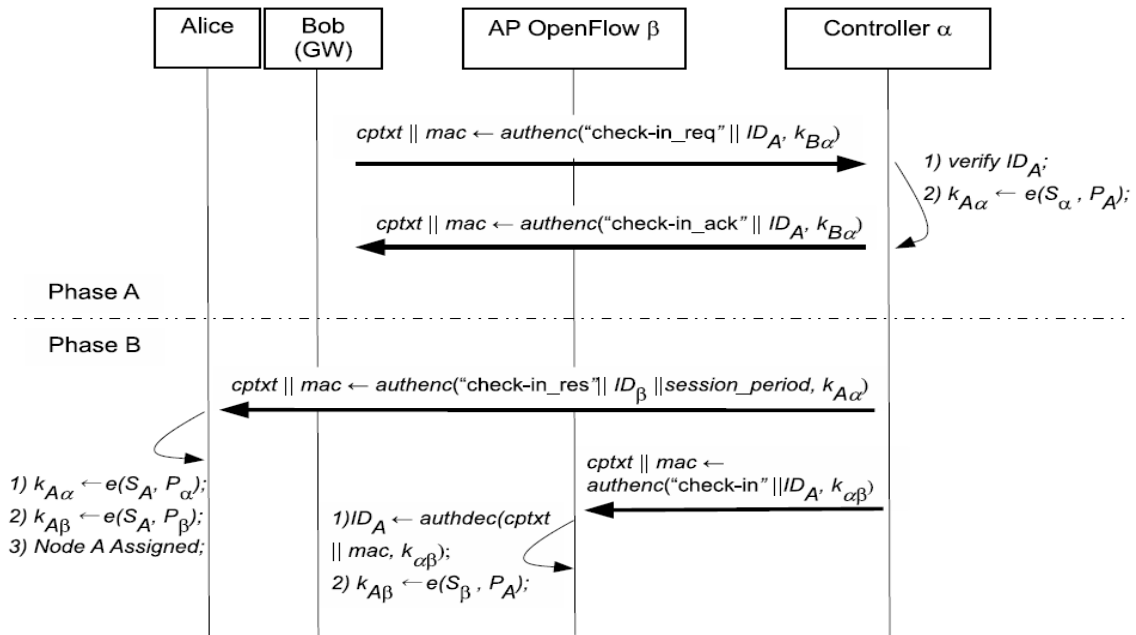 Alice
Bob
(GW)
AP OpenFlow β
Controller α
cptxt || mac ← authenc(“check-in_req” || ID_A, k_Bα)
1) verify ID_A;
2) k_Aα ← e(S_α , P_A);
cptxt || mac ← authenc(“check-in_ack” || ID_A, k_Bα)
Phase A
Phase B
cptxt || mac ← authenc(“check-in_res”|| ID_β ||session_period, k_Aα)
1) k_Aα ← e(S_A, P_α);
2) k_Aβ ← e(S_A, P_β);
3) Node A Assigned;
cptxt || mac ←
authenc(“check-in” ||ID_A, k_αβ)
1)ID_A ← authdec(cptxt
|| mac, k_αβ);
2) k_Aβ ← e(S_β , P_A);